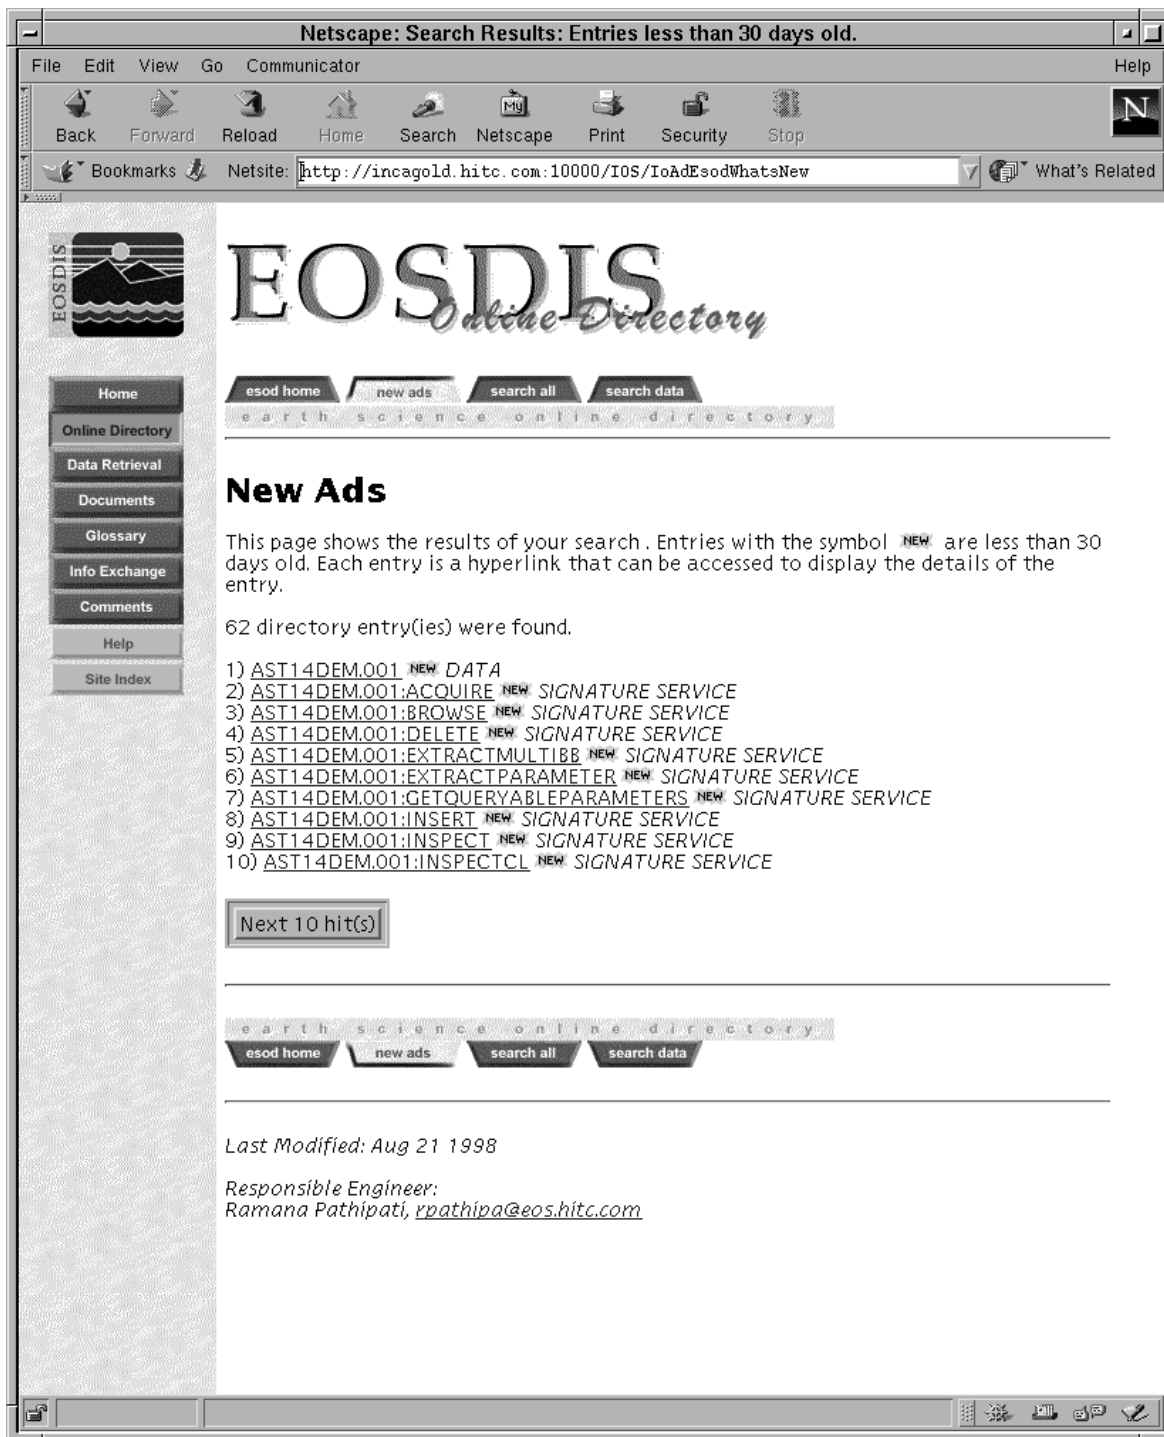 Netscape: Search Results: Entries less than 30 days old.
File Edit View Go Communicator Help
Back Forward Reload Home Search Netscape Print Security Stop
My
N
Bookmarks Netsite: http://incagold.hitc.com:10000/IOS/IoAdEsodWhatsNew What's Related
EOSDIS
EOSDIS
Online Directory
Home
Online Directory
Data Retrieval
Documents
Glossary
Info Exchange
Comments
Help
Site Index
esod home new ads search all search data
earth science online directory
New Ads
This page shows the results of your search . Entries with the symbol NEW are less than 30
days old. Each entry is a hyperlink that can be accessed to display the details of the
entry.
62 directory entry(ies) were found.
1) AST14DEM.001 NEW DATA
2) AST14DEM.001:ACQUIRE NEW SIGNATURE SERVICE
3) AST14DEM.001:BROWSE NEW SIGNATURE SERVICE
4) AST14DEM.001:DELETE NEW SIGNATURE SERVICE
5) AST14DEM.001:EXTRACTMULTIBB NEW SIGNATURE SERVICE
6) AST14DEM.001:EXTRACTPARAMETER NEW SIGNATURE SERVICE
7) AST14DEM.001:GETQUERYABLEPARAMETERS NEW SIGNATURE SERVICE
8) AST14DEM.001:INSERT NEW SIGNATURE SERVICE
9) AST14DEM.001:INSPECT NEW SIGNATURE SERVICE
10) AST14DEM.001:INSPECTCL NEW SIGNATURE SERVICE
Next 10 hit(s)
earth science online directory
esod home new ads search all search data
Last Modified: Aug 21 1998
Responsible Engineer:
Ramana Pathipati, rpathipa@eos.hitc.com